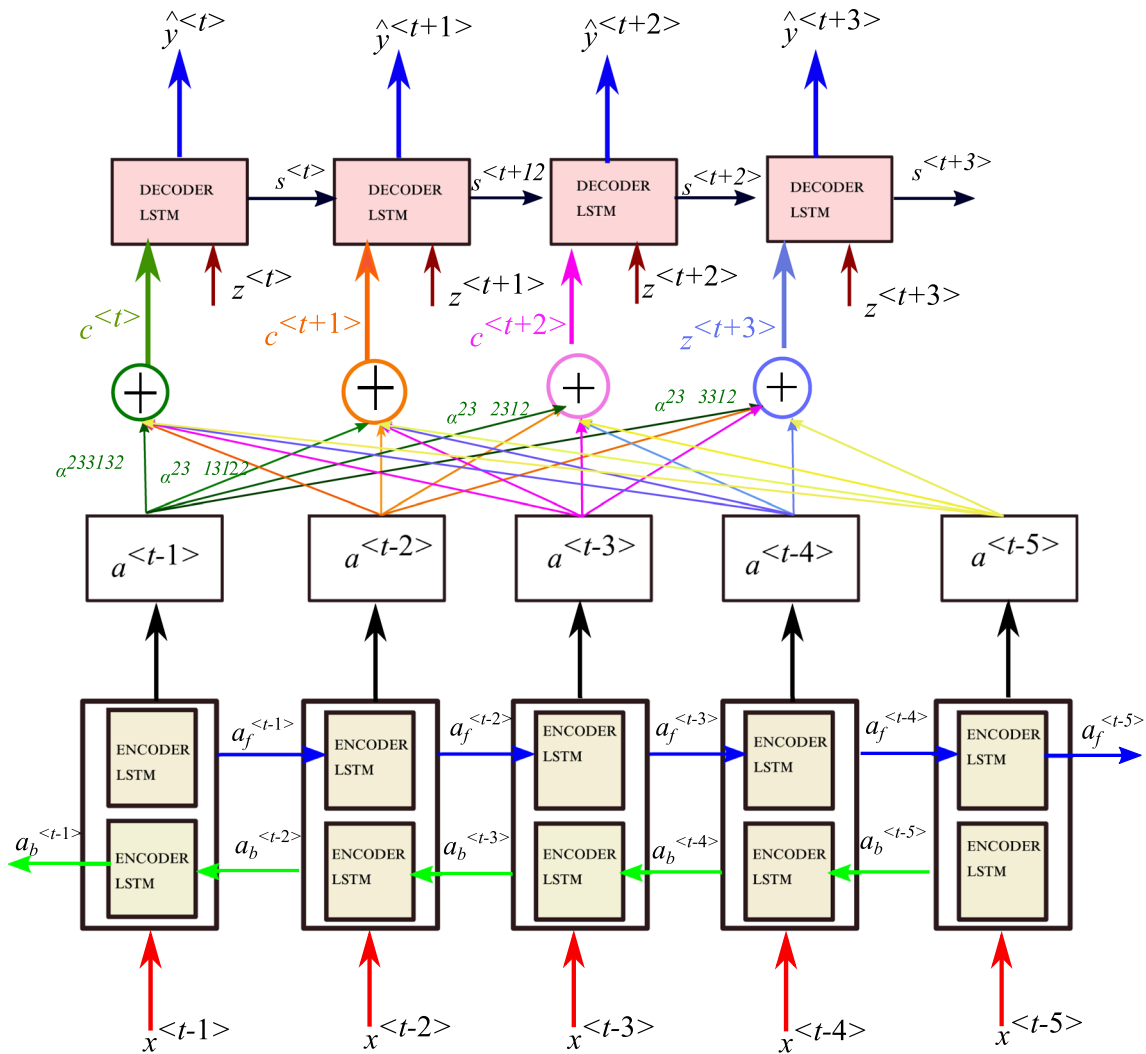 ŷ<t> ŷ<t+1> ŷ<t+2> ŷ<t+3>
DECODER LSTM
s<t>
DECODER LSTM
s<t+12
DECODER LSTM
s<t+2>
DECODER LSTM
s<t+3>
z<t> z<t+1> z<t+2> z<t+3>
c<t> c<t+1> c<t+2> z<t+3>
+ + + +
α233132 α23 13122 α23 2312 α23 3312
a<t-1> a<t-2> a<t-3> a<t-4> a<t-5>
ENCODER LSTM
af<t-1>
ENCODER LSTM
af<t-2>
ENCODER LSTM
af<t-3>
ENCODER LSTM
af<t-4>
ENCODER LSTM
af<t-5>
ab<t-1>
ENCODER LSTM
ab<t-2>
ENCODER LSTM
ab<t-3>
ENCODER LSTM
ab<t-4>
ENCODER LSTM
ab<t-5>
ENCODER LSTM
x<t-1> x<t-2> x<t-3> x<t-4> x<t-5>